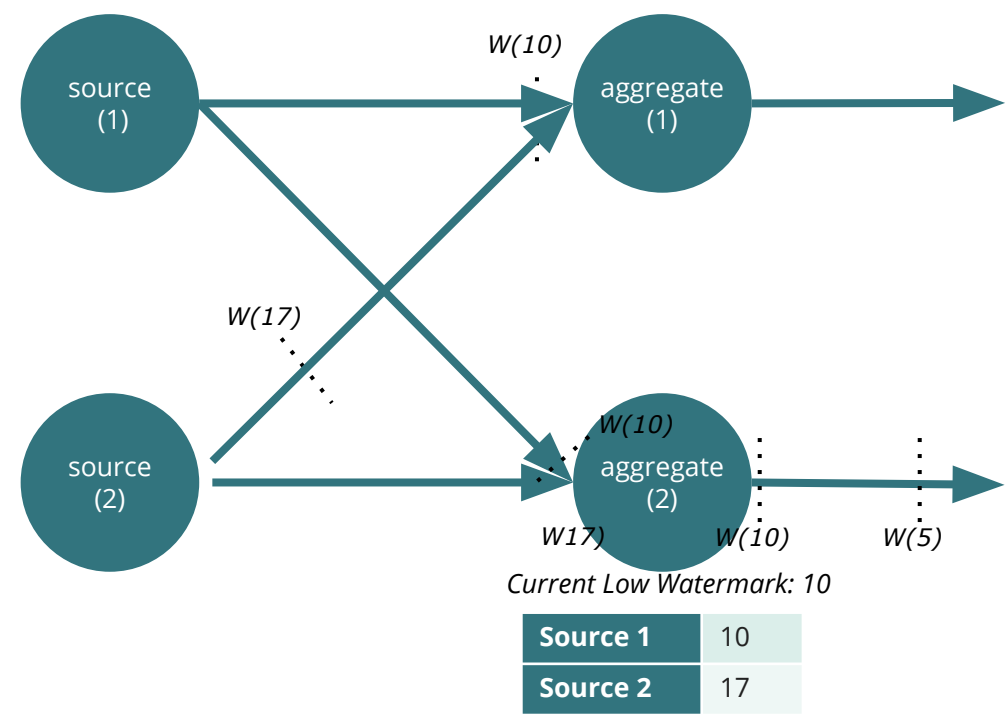 W(10)
source
(1)
aggregate
(1)
W(17)
W(10)
source
(2)
aggregate
(2)
W17)
W(10)
W(5)
Current Low Watermark: 10
Source 1 10
Source 2 17